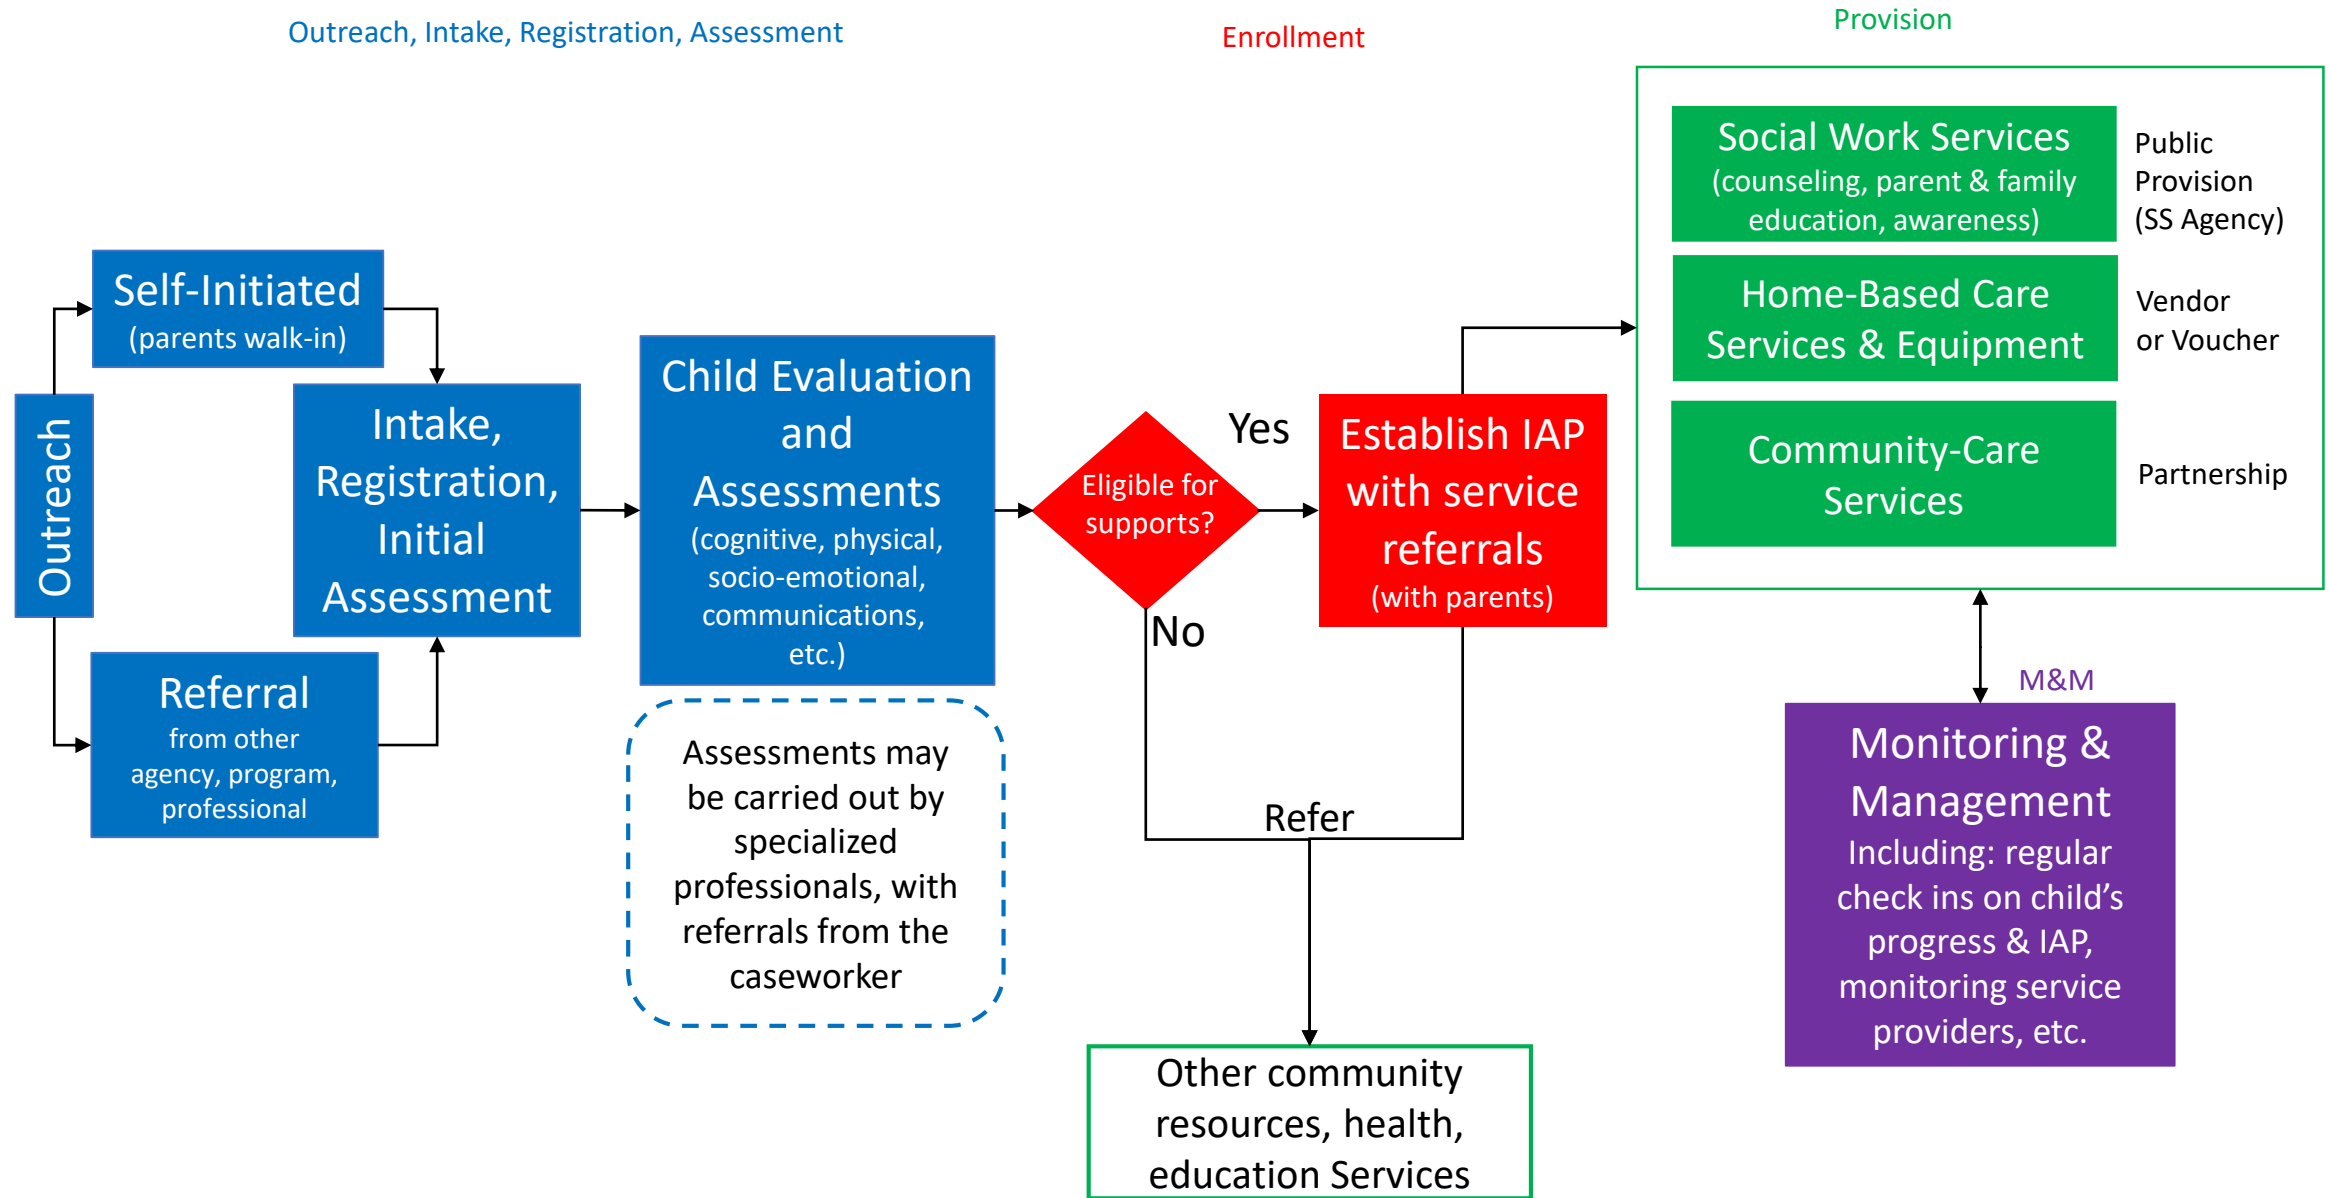 Outreach, Intake, Registration, Assessment
Enrollment
Provision
Outreach
Self-Initiated
(parents walk-in)
Referral
from other
agency, program,
professional
Intake,
Registration,
Initial
Assessment
Child Evaluation
and
Assessments
(cognitive, physical,
socio-emotional,
communications,
etc.)
Assessments may
be carried out by
specialized
professionals, with
referrals from the
caseworker
Eligible for
supports?
Yes
No
Establish IAP
with service
referrals
(with parents)
Refer
Other community
resources, health,
education Services
Social Work Services
(counseling, parent & family
education, awareness)
Public
Provision
(SS Agency)
Home-Based Care
Services & Equipment
Vendor
or Voucher
Community-Care
Services
Partnership
M&M
Monitoring &
Management
Including: regular
check ins on child’s
progress & IAP,
monitoring service
providers, etc.